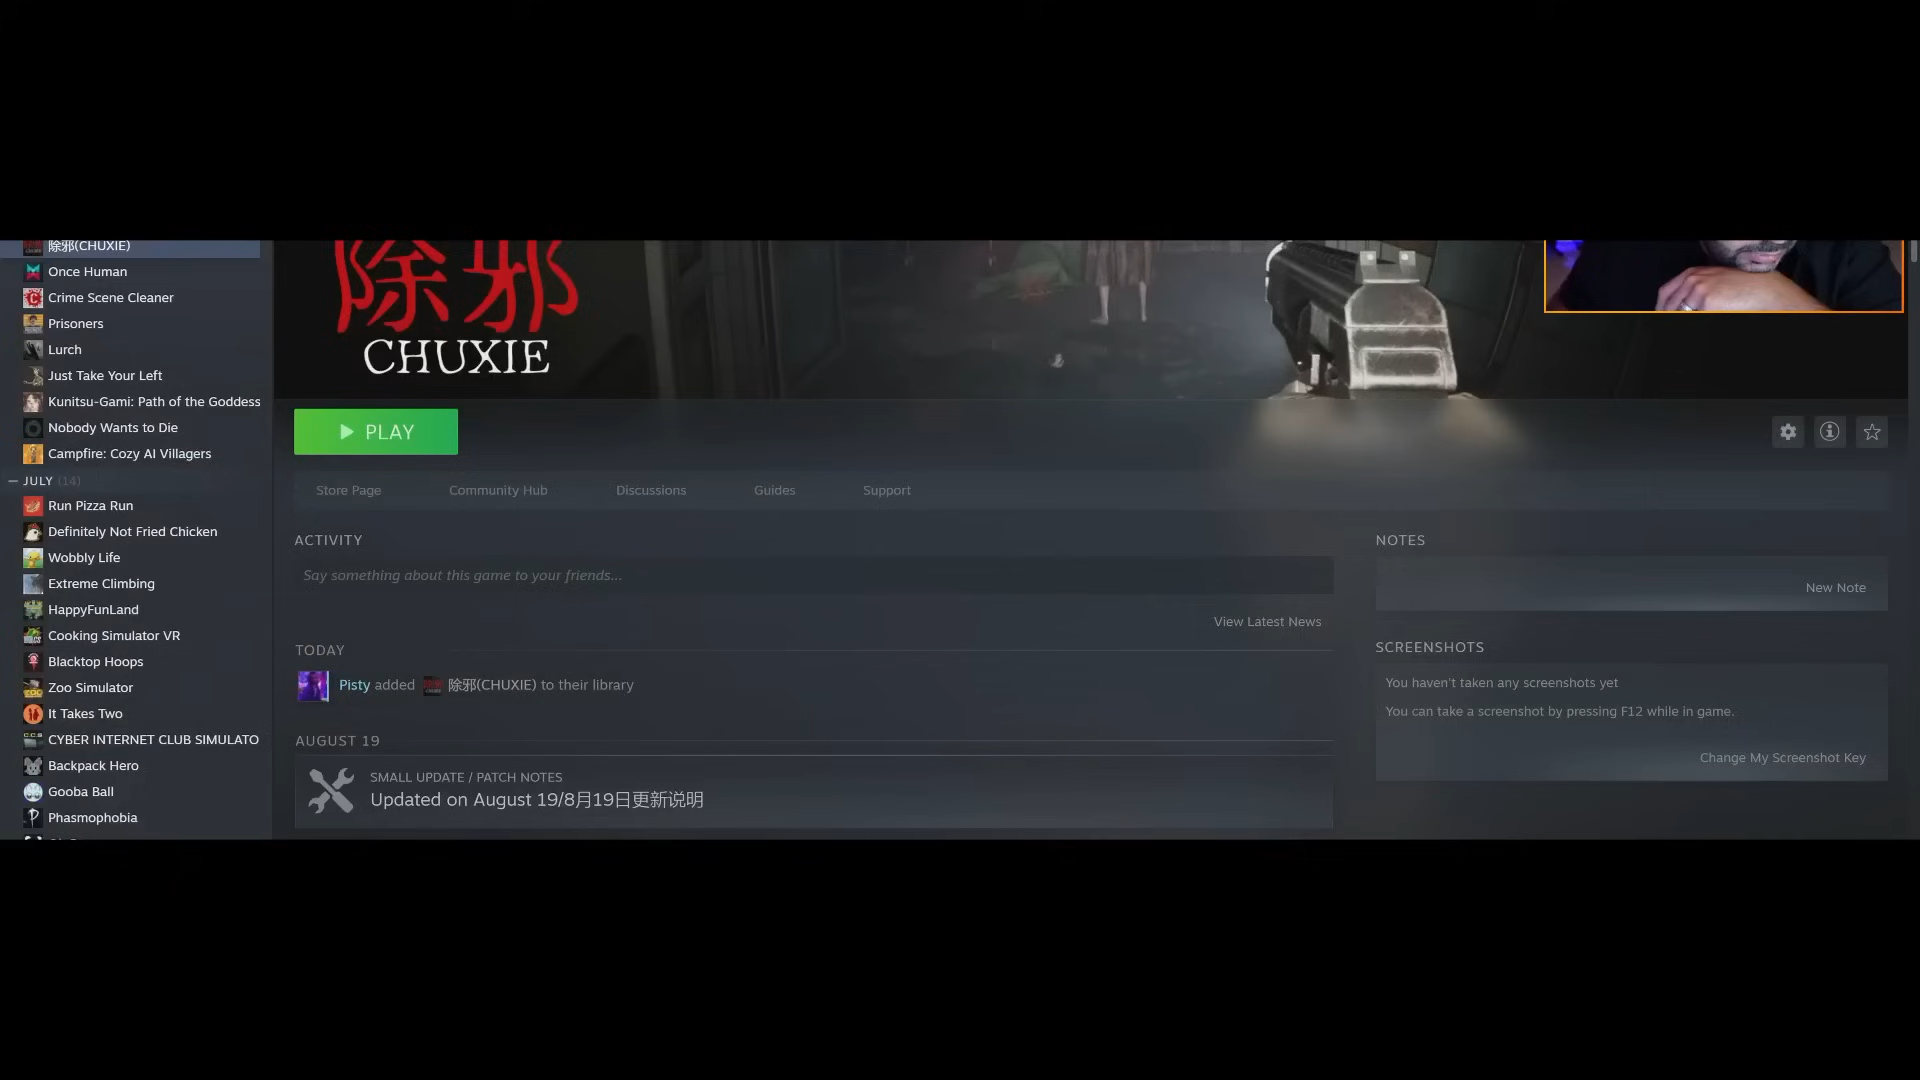 除邪(CHUXIE)
Once Human
Crime Scene Cleaner
Prisoners
Lurch
Just Take Your Left
Kunitsu-Gami: Path of the Goddess
Nobody Wants to Die
Campfire: Cozy AI Villagers
JULY (14)
Run Pizza Run
Definitely Not Fried Chicken
Wobbly Life
Extreme Climbing
HappyFunLand
Cooking Simulator VR
Blacktop Hoops
Zoo Simulator
It Takes Two
CYBER INTERNET CLUB SIMULATO
Backpack Hero
Gooba Ball
Phasmophobia
除邪
CHUXIE
PLAY
Store Page Community Hub Discussions Guides Support
ACTIVITY
Say something about this game to your friends...
View Latest News
TODAY
Pisty added 除邪(CHUXIE) to their library
AUGUST 19
SMALL UPDATE / PATCH NOTES
Updated on August 19/8月19日更新说明
NOTES
New Note
SCREENSHOTS
You haven't taken any screenshots yet
You can take a screenshot by pressing F12 while in game.
Change My Screenshot Key